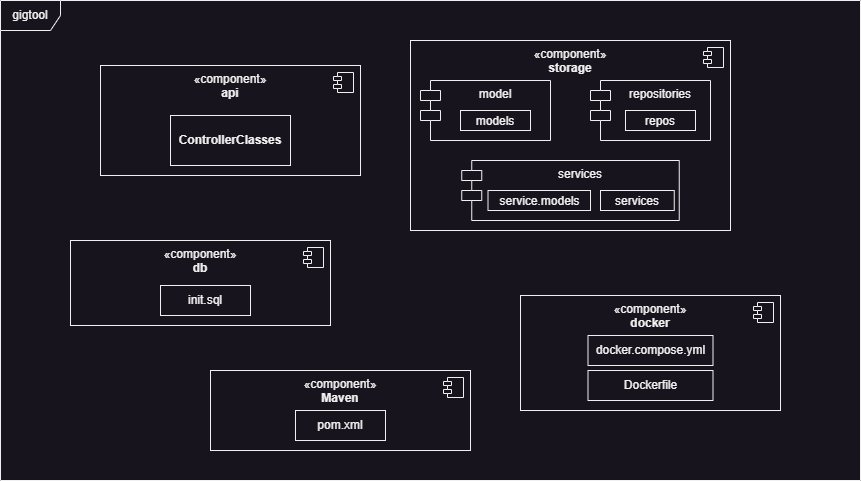 gigtool
«component»
api
ControllerClasses
«component»
storage
model
models
repositories
repos
services
service.models
services
«component»
db
init.sql
«component»
docker
docker.compose.yml
Dockerfile
«component»
Maven
pom.xml